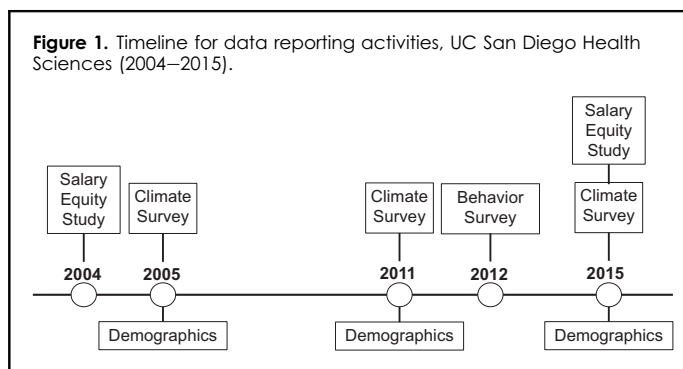 Figure 1. Timeline for data reporting activities, UC San Diego Health
Sciences (2004–2015).
Salary
Equity
Study
Climate
Survey
Climate
Survey
Behavior
Survey
Salary
Equity
Study
Climate
Survey
2004
2005
2011
2012
2015
Demographics
Demographics
Demographics